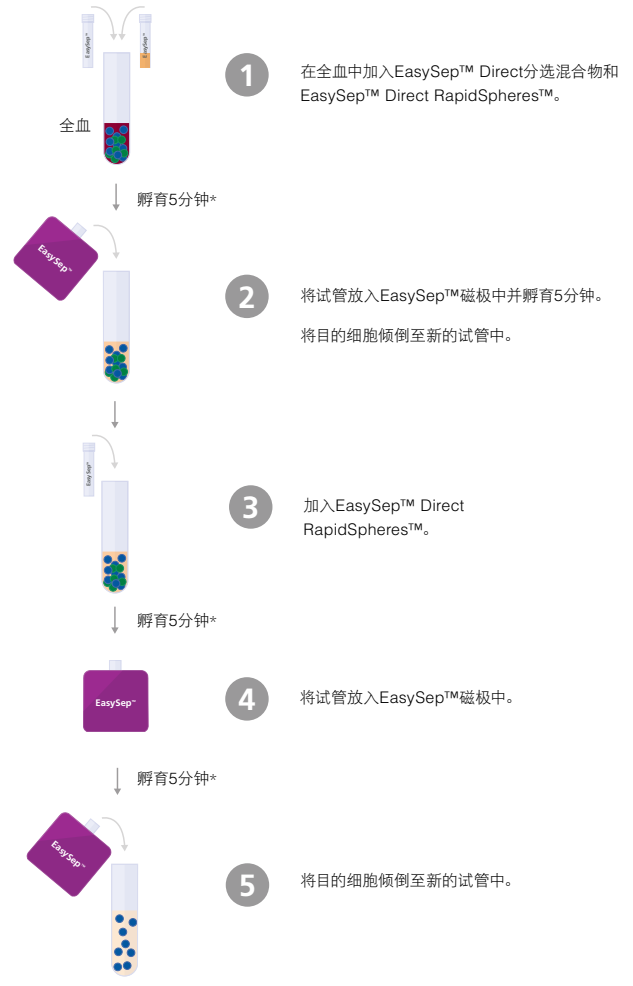 EasySep™
EasySep™
1
在全血中加入EasySep™ Direct分选混合物和
EasySep™ Direct RapidSpheres™。
全血
孵育5分钟*
EasySep™
2
将试管放入EasySep™磁极中并孵育5分钟。
将目的细胞倾倒至新的试管中。
EasySep™
3
加入EasySep™ Direct
RapidSpheres™。
孵育5分钟*
EasySep™
4
将试管放入EasySep™磁极中。
孵育5分钟*
EasySep™
5
将目的细胞倾倒至新的试管中。